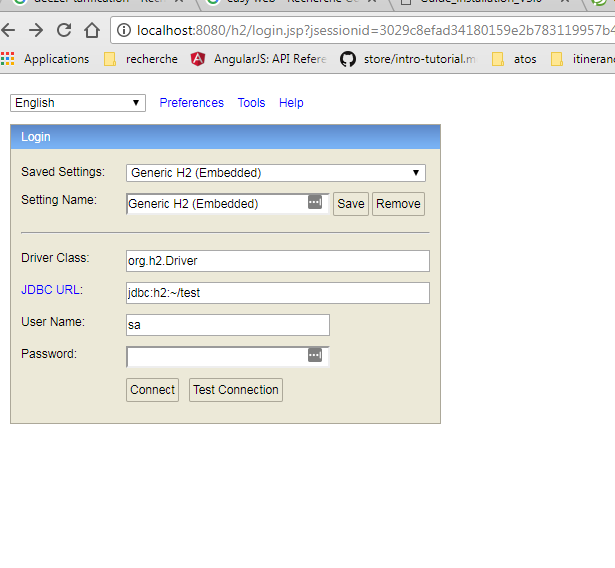 localhost:8080/h2/login.jsp?jsessionid=3029c8efad34180159e2b783119957b4
Applications recherche AngularJS: API Refere store/intro-tutorial.m atos itineran
English Preferences Tools Help
Login
Saved Settings: Generic H2 (Embedded)
Setting Name: Generic H2 (Embedded) Save Remove
Driver Class: org.h2.Driver
JDBC URL: jdbc:h2:~/test
User Name: sa
Password:
Connect Test Connection